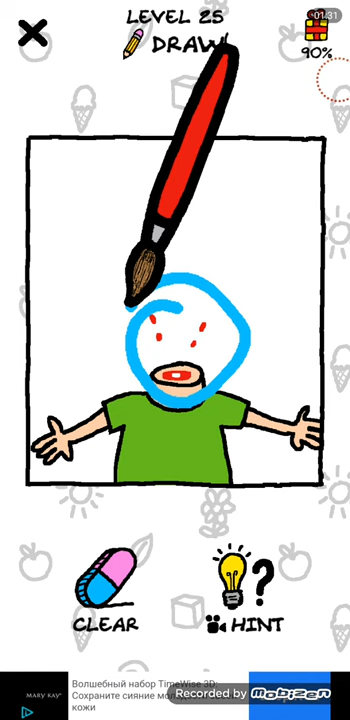 LEVEL 25
01:31
DRAW
90%
CLEAR
HINT
MARY KAY
Волшебный набор TimeWise 3D:
Сохраните сияние
кожи
Recorded by Mobizen